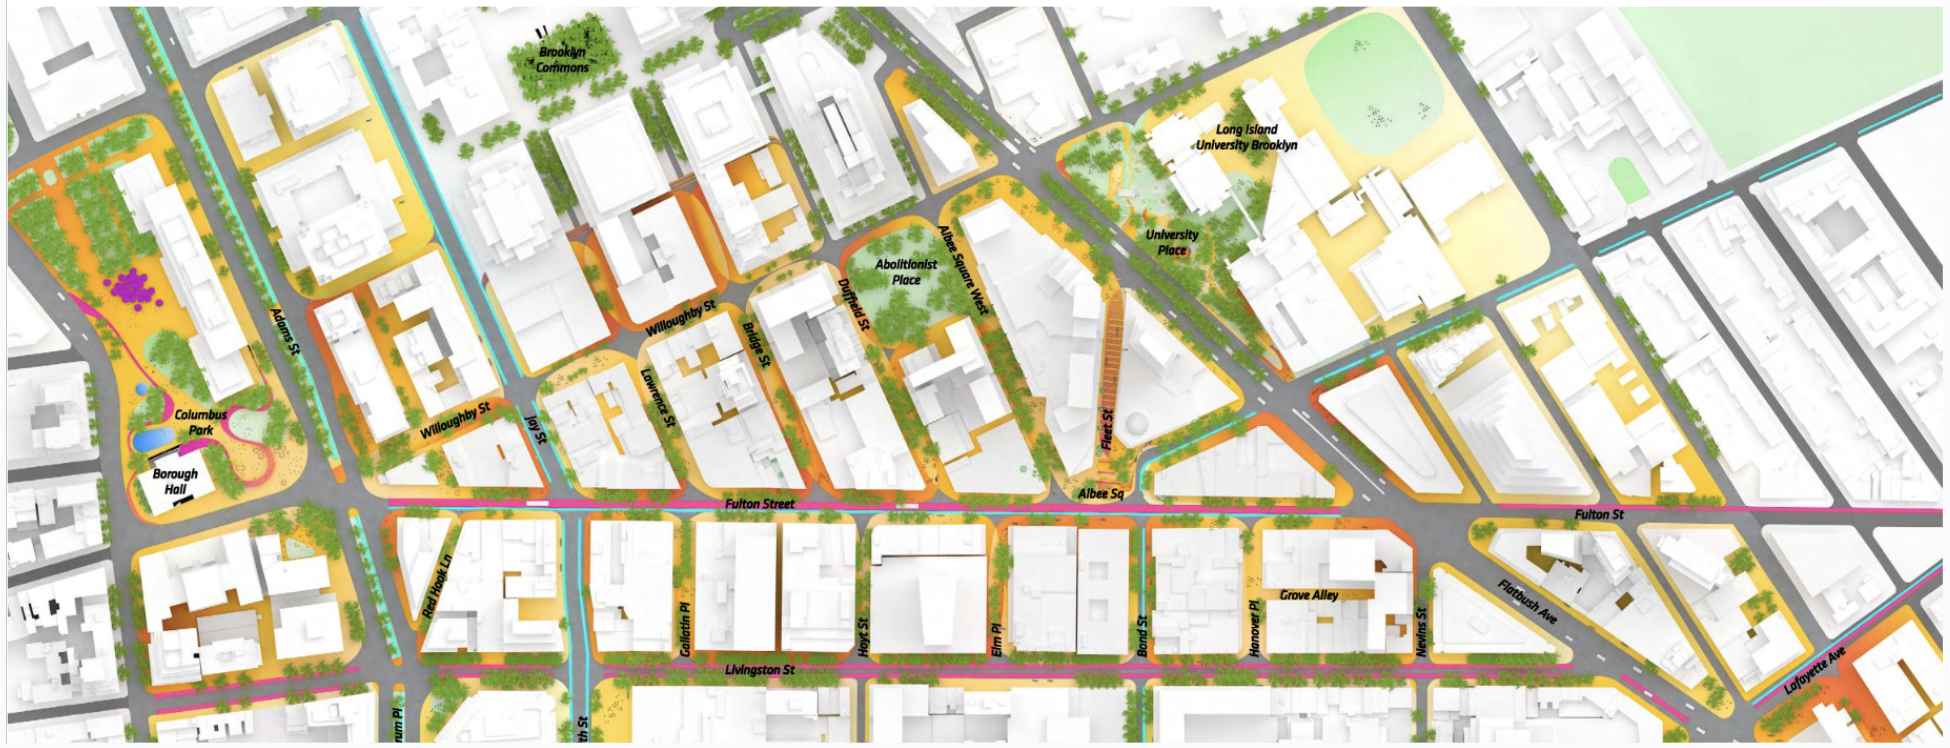 Brooklyn
Commons
Long Island
University Brooklyn
University
Place
Albee Square West
Abolitionist
Place
Duffield St
Willoughby St
Bridge St
Adams St
Lawrence St
Columbus
Park
Willoughby St
Jay St
Fleet St
Borough
Hall
Albee Sq
Fulton Street
Fulton St
Red Hook Ln
Gallatin Pl
Hoyt St
Elm Pl
Bond St
Hanover Pl
Grove Alley
Nevins St
Flatbush Ave
Livingston St
Lafayette Ave
rum Pl
th St